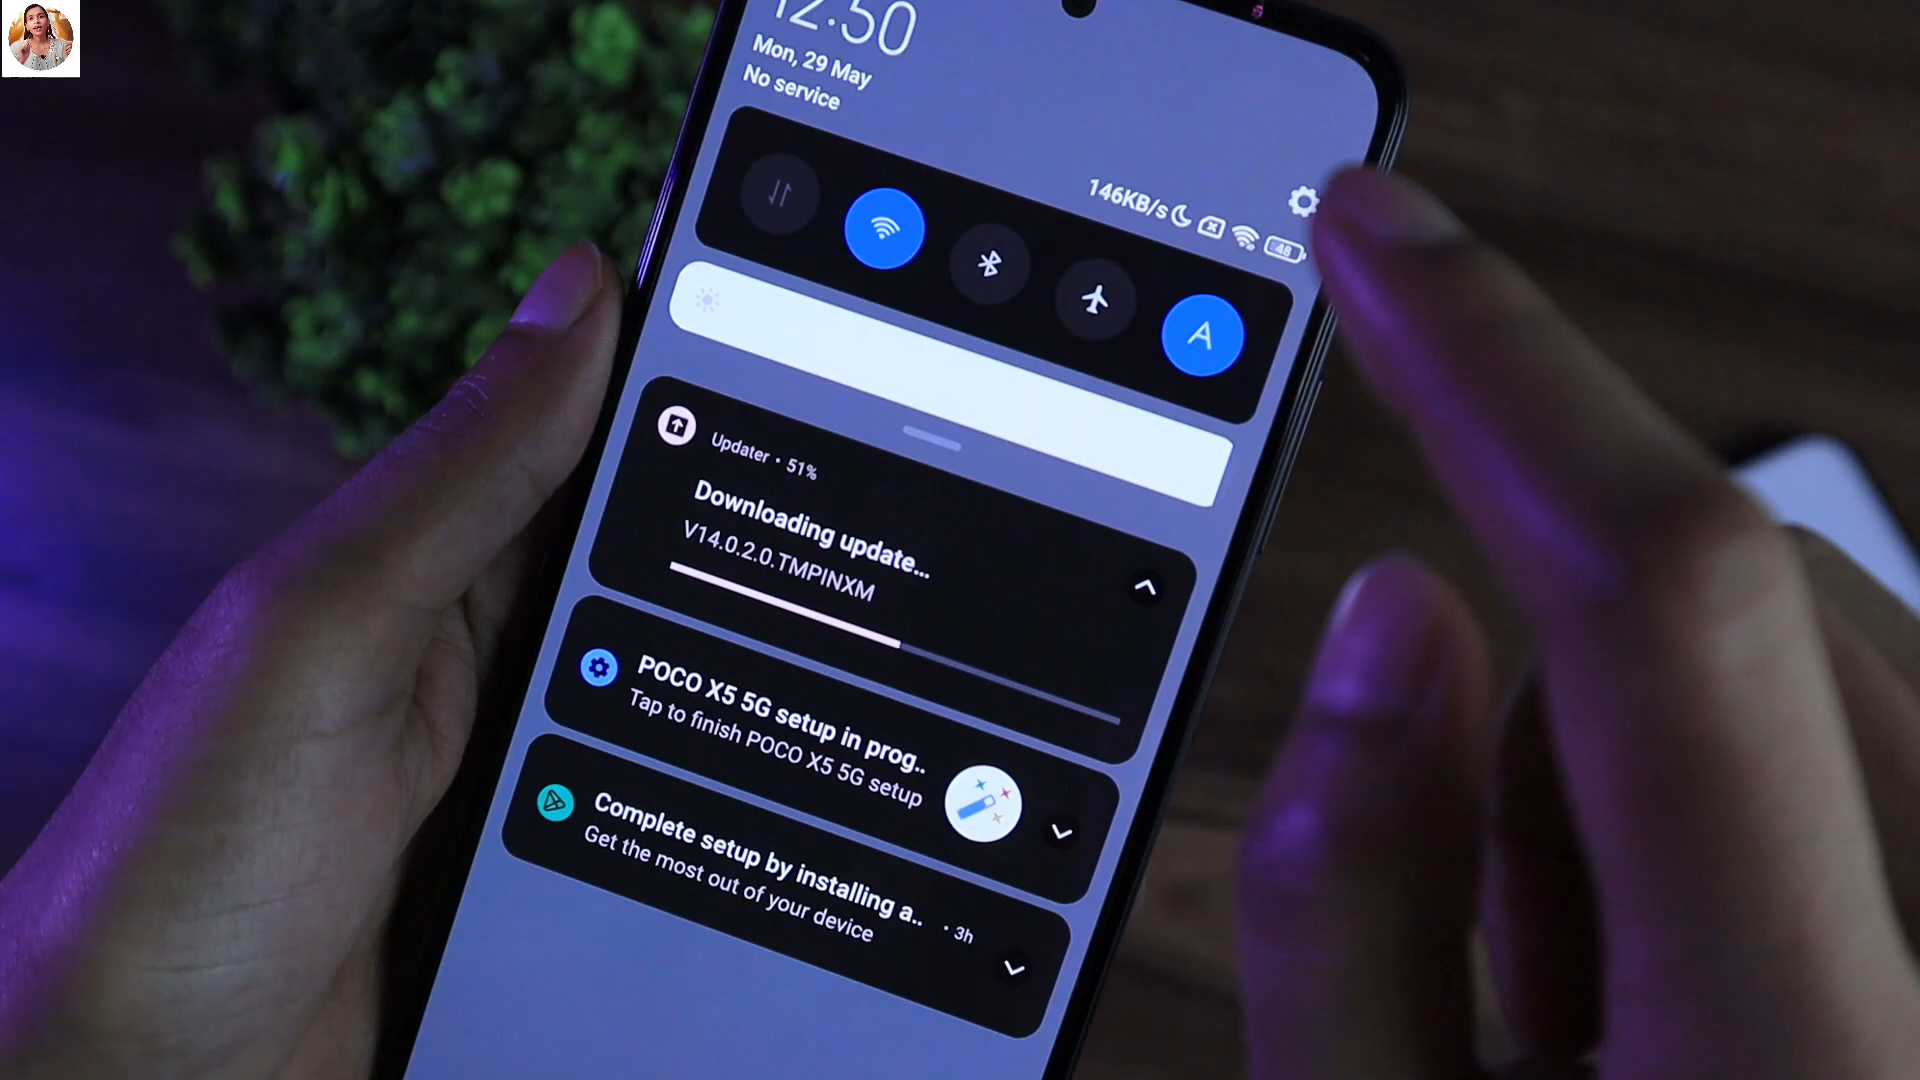 12:50
Mon, 29 May
No service
146KB/s
48
A
Updater • 51%
Downloading update...
V14.0.2.0.TMPINXM
POCO X5 5G setup in prog..
Tap to finish POCO X5 5G setup
Complete setup by installing a..
• 3h
Get the most out of your device